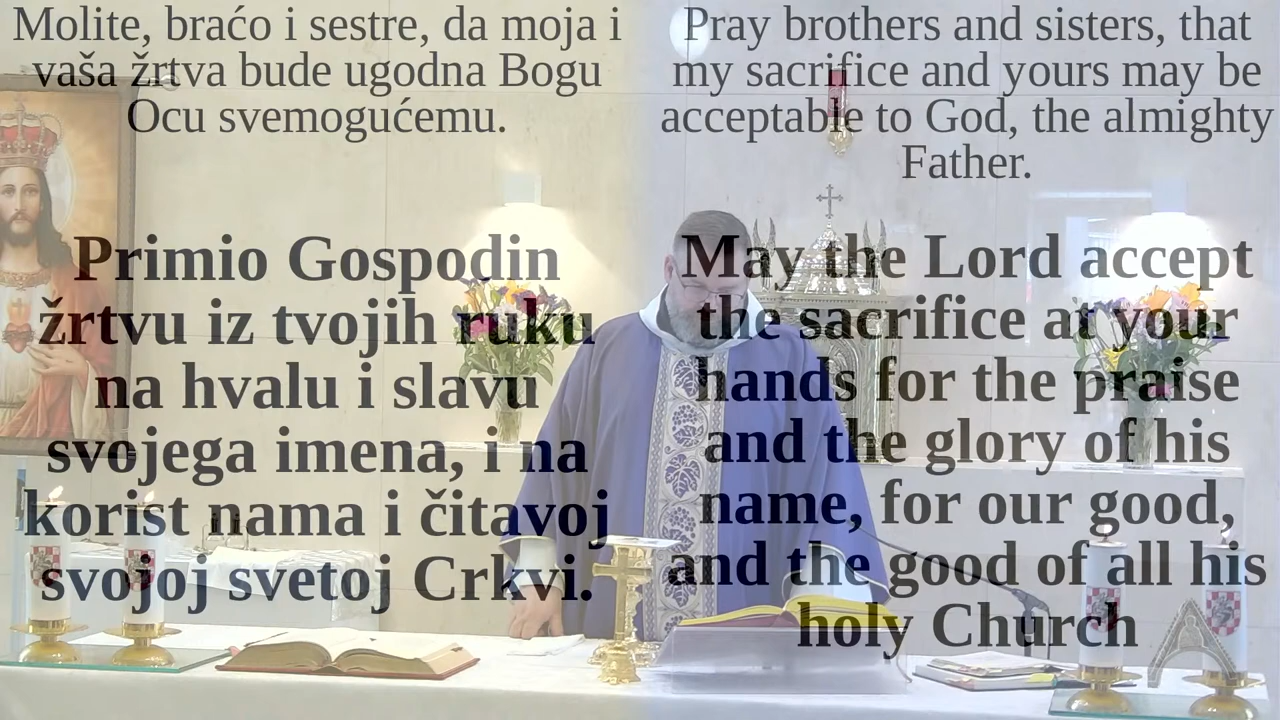 Molite, braćo i sestre, da moja i
vaša žrtva bude ugodna Bogu
Ocu svemogućemu.
Primio Gospodin
žrtvu iz tvojih ruku
na hvalu i slavu
svojega imena, i na
korist nama i čitavoj
svojoj svetoj Crkvi.
Pray brothers and sisters, that
my sacrifice and yours may be
acceptable to God, the almighty
Father.
May the Lord accept
the sacrifice at your
hands for the praise
and the glory of his
name, for our good,
and the good of all his
holy Church